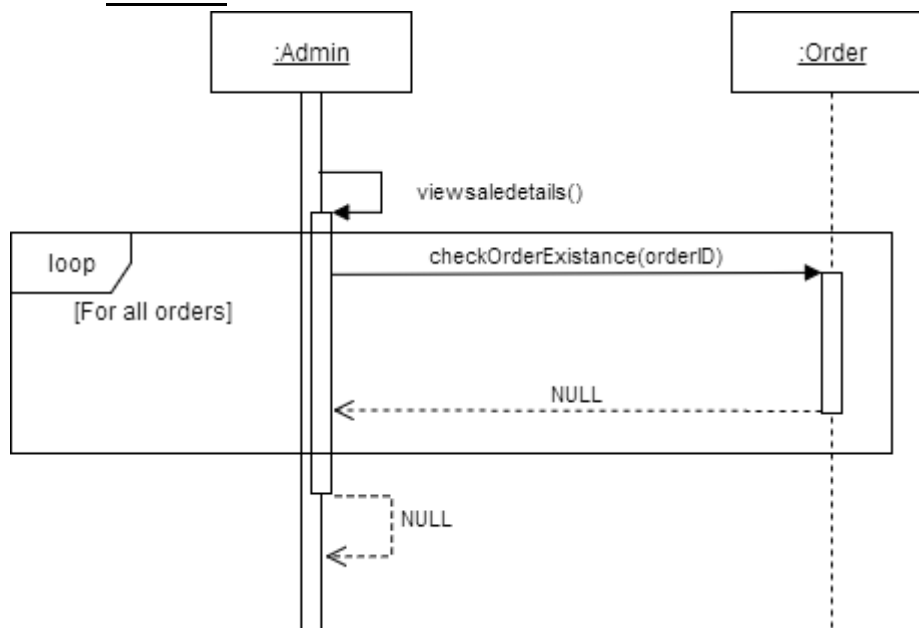 :Admin
:Order
viewsaledetails()
loop
checkOrderExistance(orderID)
[For all orders]
NULL
NULL